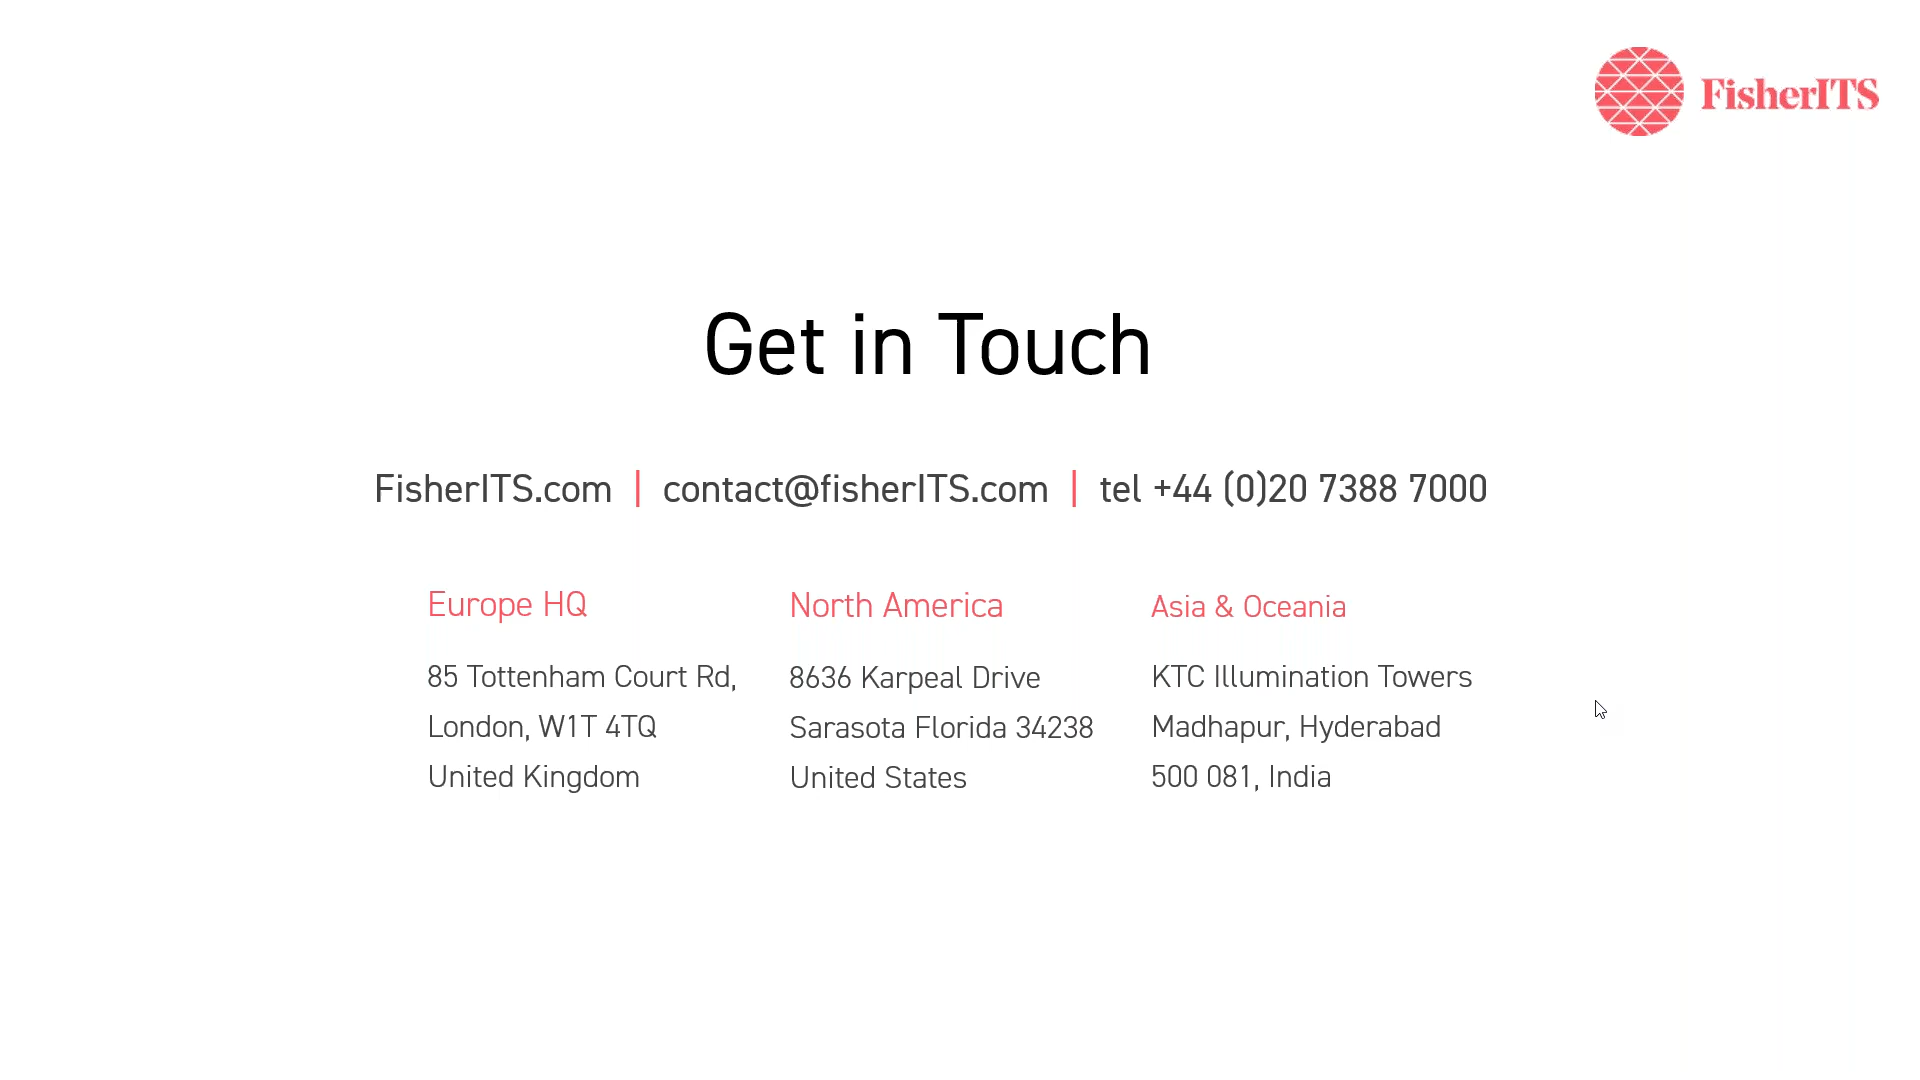 FisherITS
Get in Touch
FisherITS.com | contact@fisherITS.com | tel +44 (0)20 7388 7000
Europe HQ
85 Tottenham Court Rd,
London, W1T 4TQ
United Kingdom
North America
8636 Karpeal Drive
Sarasota Florida 34238
United States
Asia & Oceania
KTC Illumination Towers
Madhapur, Hyderabad
500 081, India